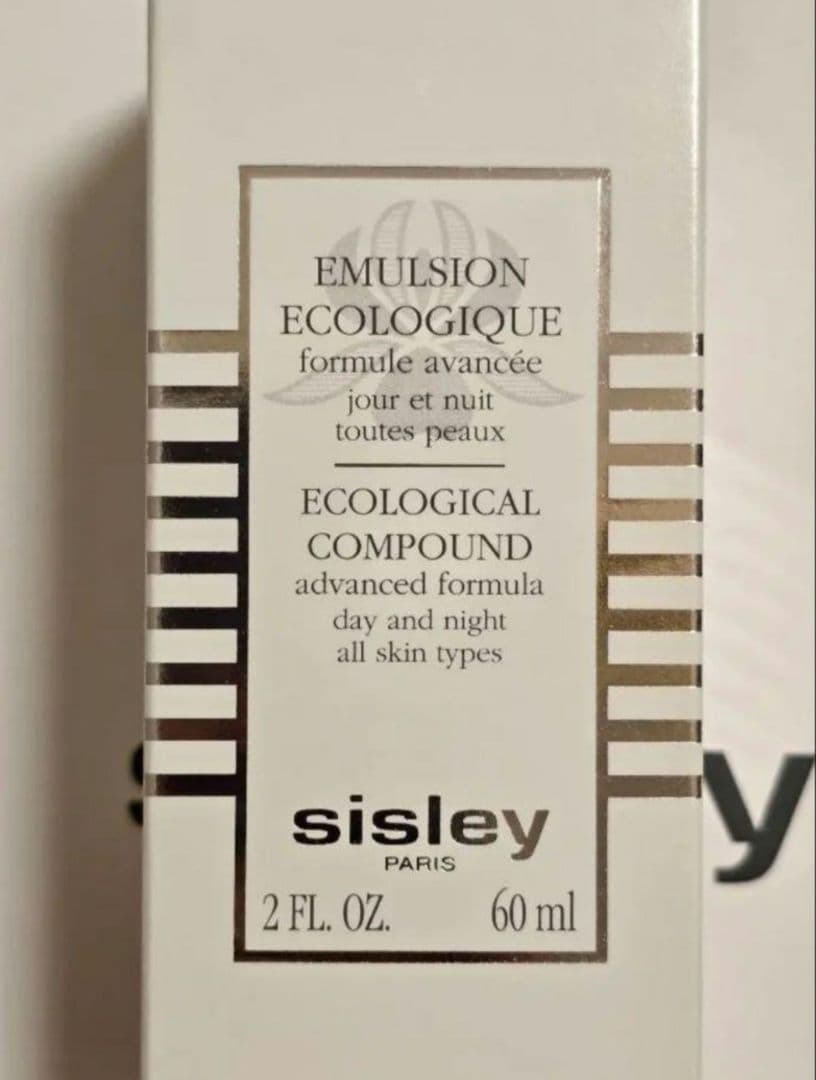 EMULSION
ECOLOGIQUE
formule avancée
jour et nuit
toutes peaux
ECOLOGICAL
COMPOUND
advanced formula
day and night
all skin types
sisley
PARIS
2 FL. OZ. 60 ml